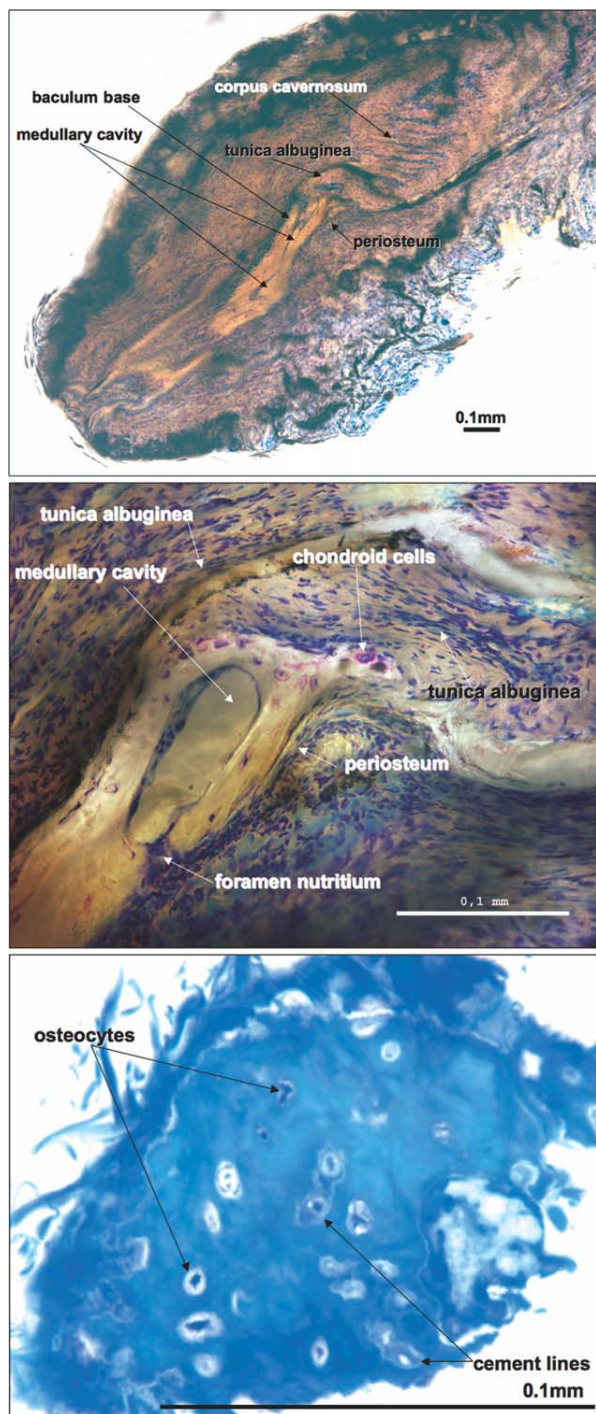 corpus cavernosum
baculum base
medullary cavity
tunica albuginea
periosteum
0.1mm
tunica albuginea
chondroid cells
medullary cavity
tunica albuginea
periosteum
foramen nutritium
0,1 mm
osteocytes
cement lines
0.1mm